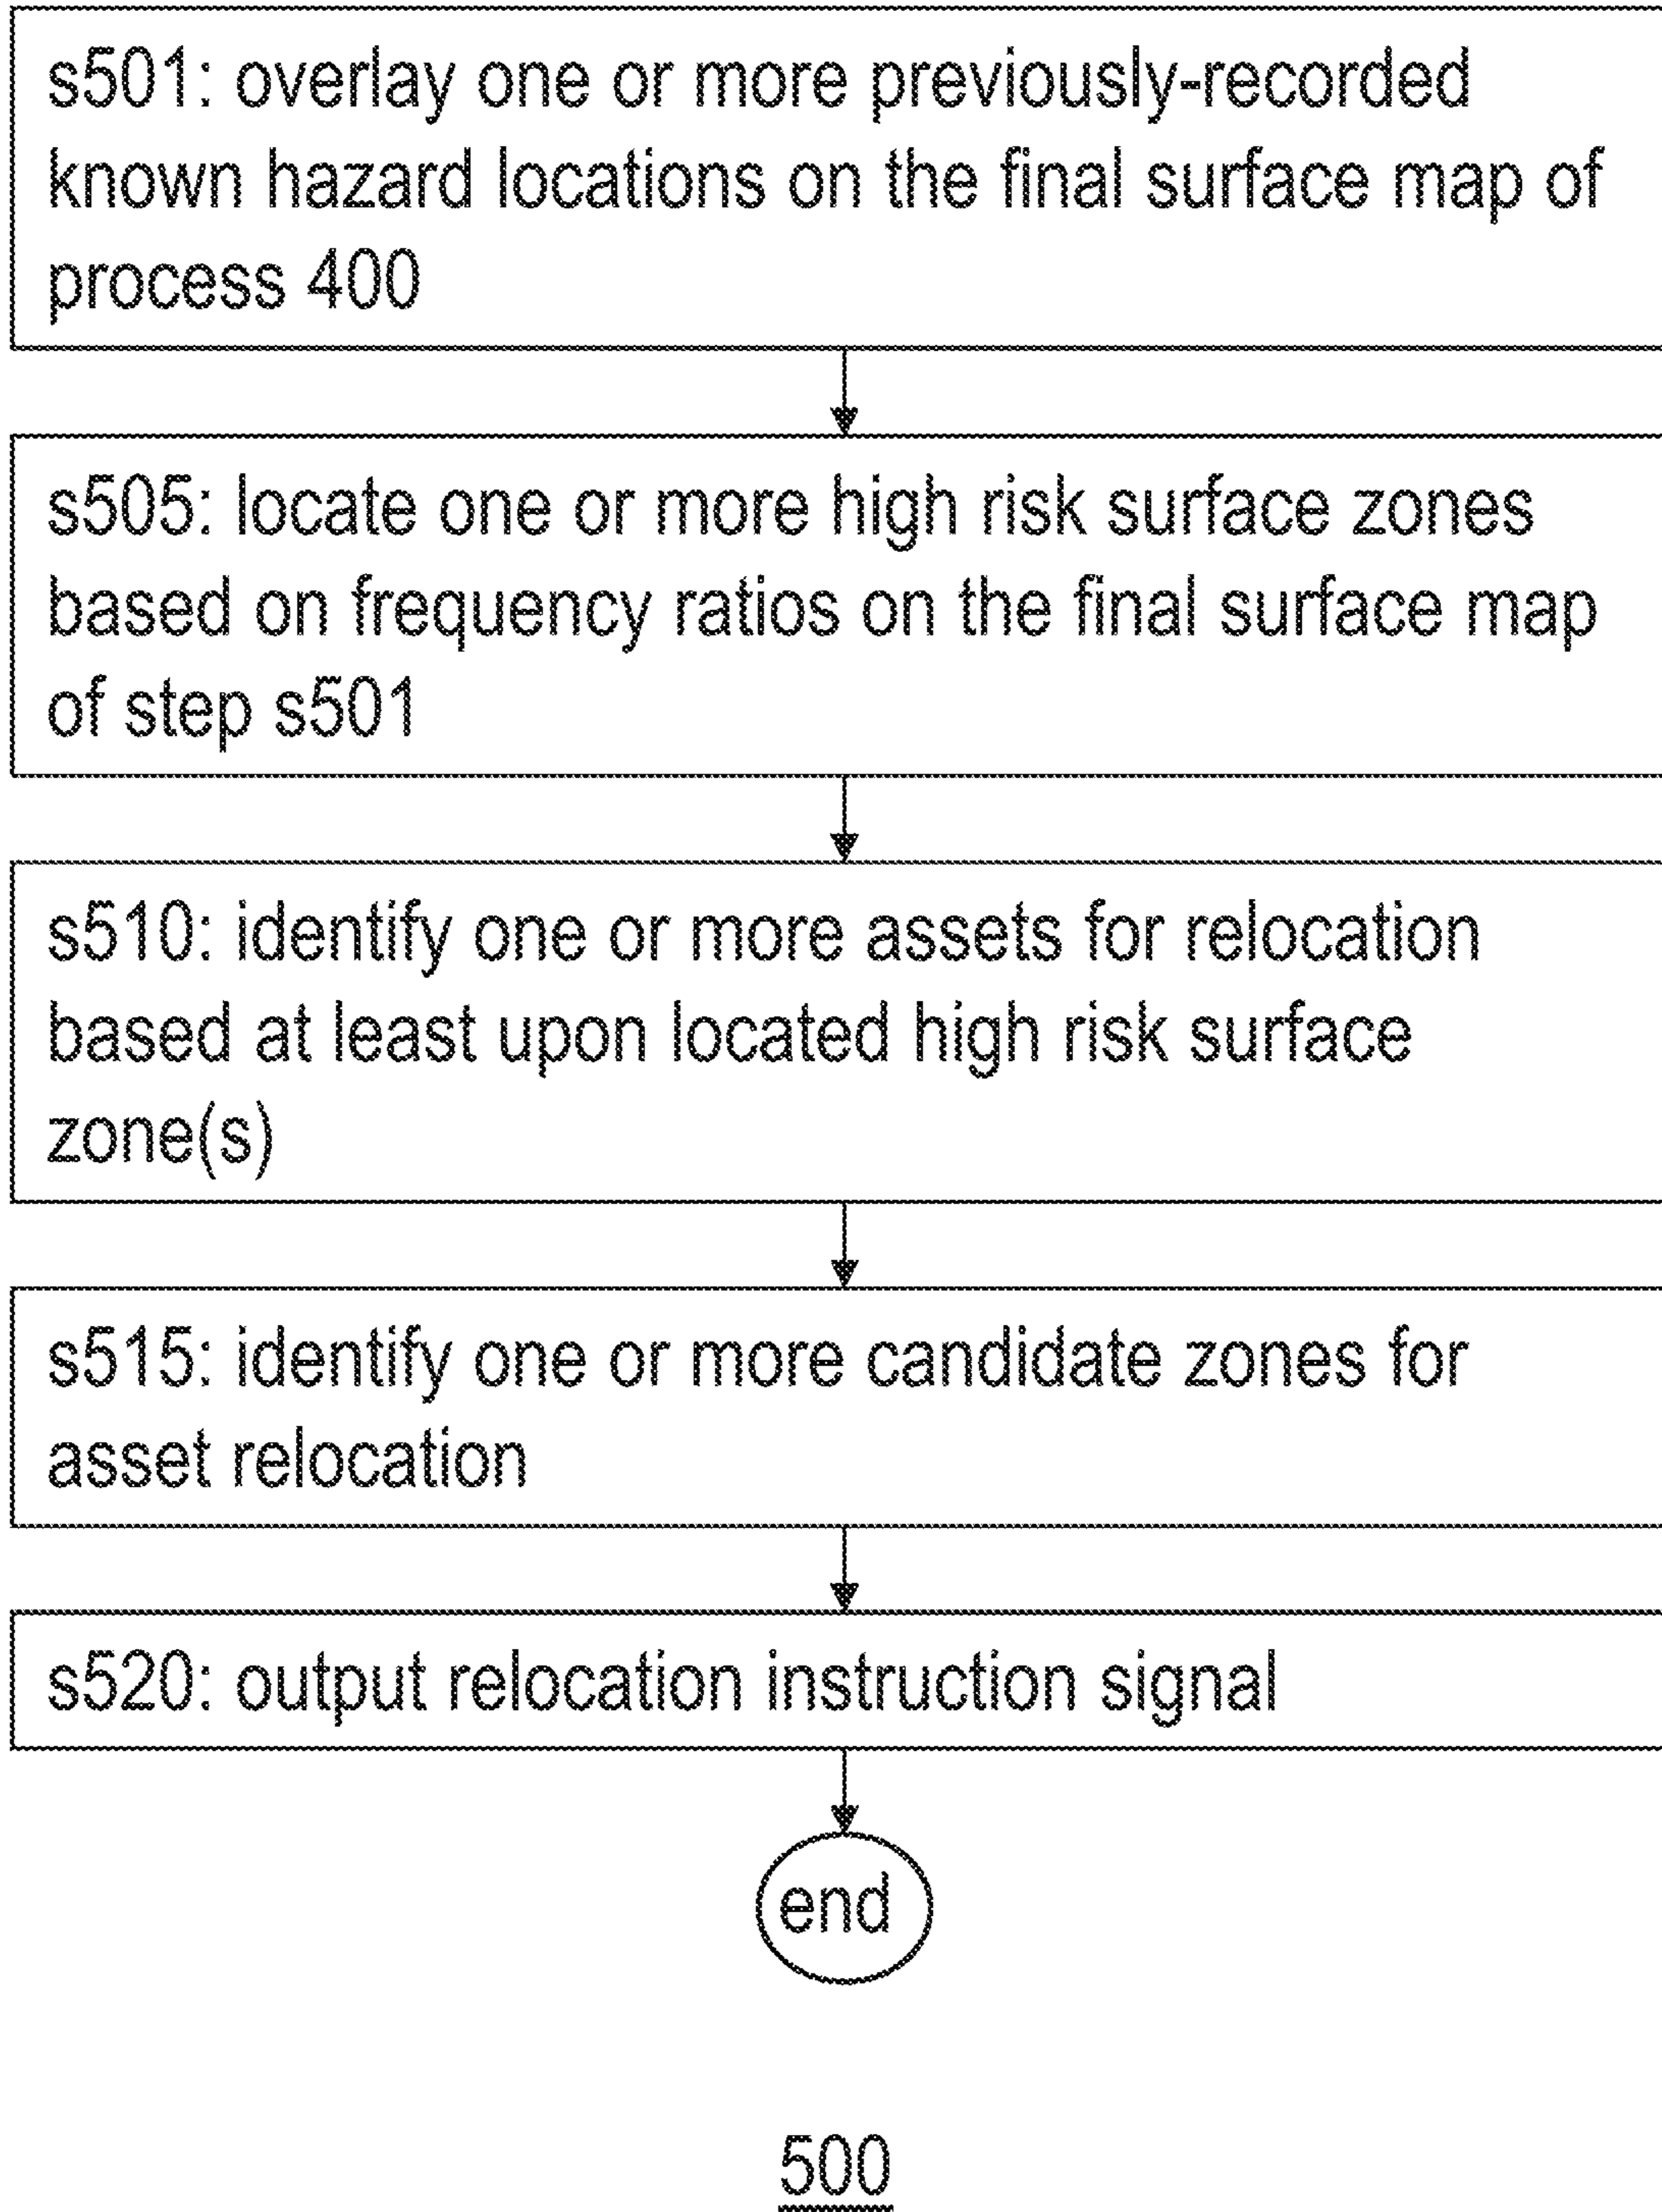 s501: overlay one or more previously-recorded
known hazard locations on the final surface map of
process 400
s505: locate one or more high risk surface zones
based on frequency ratios on the final surface map
of step s501
s510: identify one or more assets for relocation
based at least upon located high risk surface
zone(s)
s515: identify one or more candidate zones for
asset relocation
s520: output relocation instruction signal
end
500